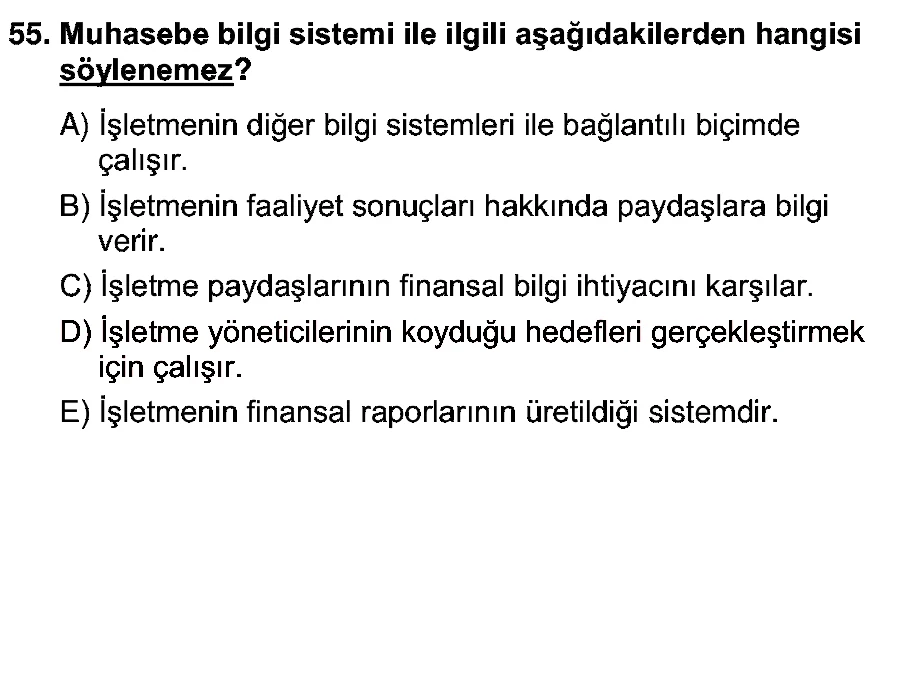 55. Muhasebe bilgi sistemi ile ilgili aşağıdakilerden hangisi
söylenemez?
A) İşletmenin diğer bilgi sistemleri ile bağlantılı biçimde
çalışır.
B) İşletmenin faaliyet sonuçları hakkında paydaşlara bilgi
verir.
C) İşletme paydaşlarının finansal bilgi ihtiyacını karşılar.
D) İşletme yöneticilerinin koyduğu hedefleri gerçekleştirmek
için çalışır.
E) İşletmenin finansal raporlarının üretildiği sistemdir.